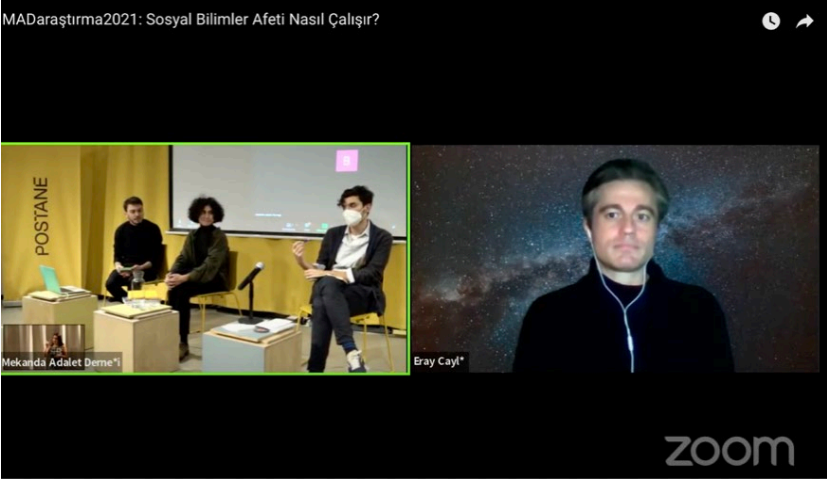 MADaraştırma2021: Sosyal Bilimler Afeti Nasıl Çalışır?
POSTANE
B
Mekanda Adalet Derne*i
Eray Cayl*
zoom